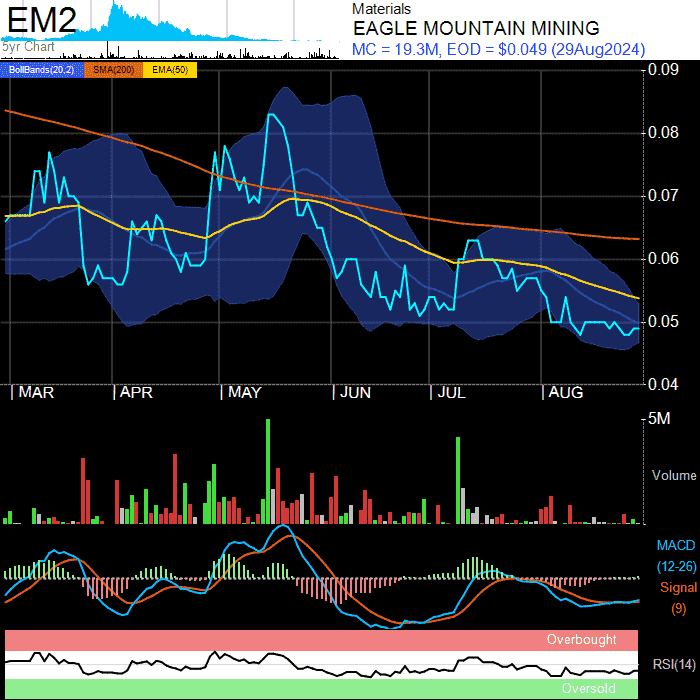 EM2
5yr Chart
Materials
EAGLE MOUNTAIN MINING
MC = 19.3M, EOD = $0.049 (29Aug2024)
BollBands(20,2) SMA(200) EMA(50)
0.09
0.08
0.07
0.06
0.05
0.04
MAR APR MAY JUN JUL AUG
5M
Volume
MACD
(12-26)
Signal
(9)
Overbought
RSI(14)
Oversold